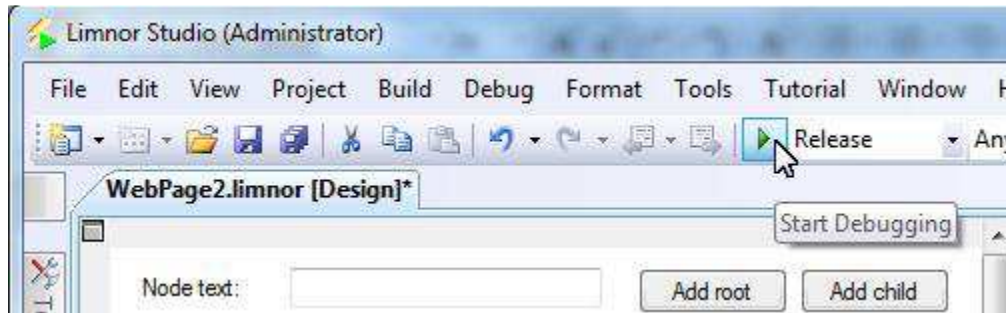 Limnor Studio (Administrator)
File Edit View Project Build Debug Format Tools Tutorial Window
Release
WebPage2.limnor [Design]*
Start Debugging
Node text: Add root Add child